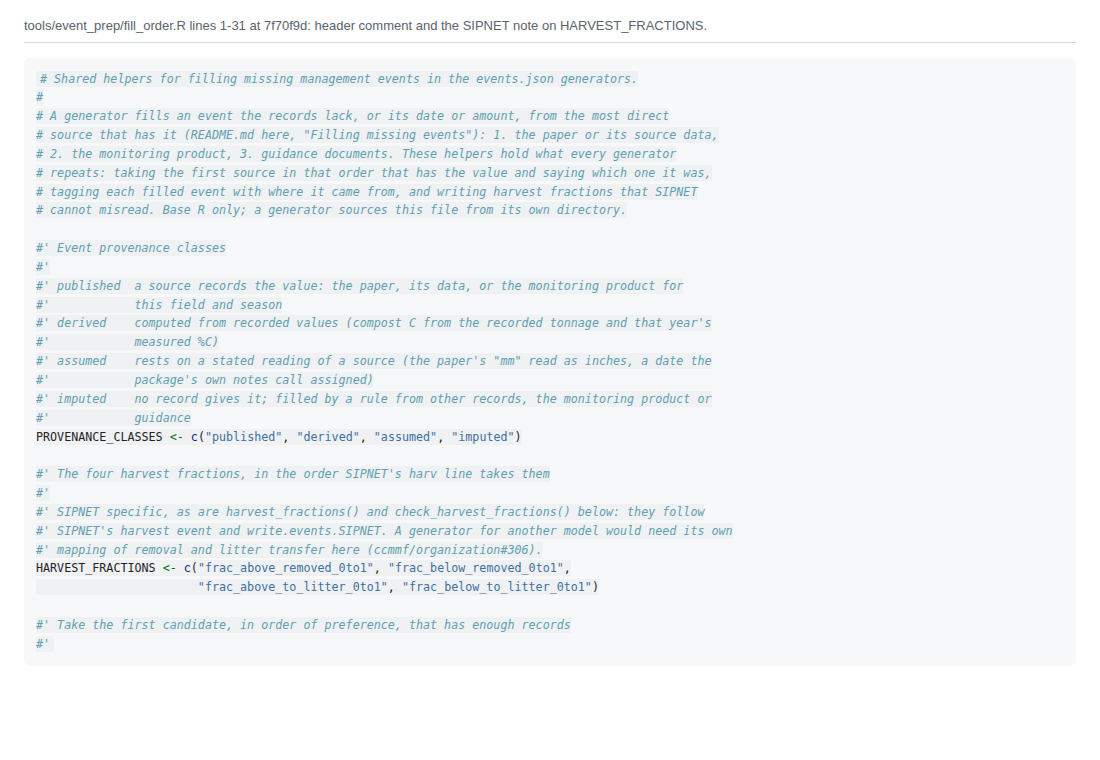 tools/event_prep/fill_order.R lines 1-31 at 7f70f9d: header comment and the SIPNET note on HARVEST_FRACTIONS.
# Shared helpers for filling missing management events in the events.json generators.
#
# A generator fills an event the records lack, or its date or amount, from the most direct
# source that has it (README.md here, "Filling missing events"): 1. the paper or its source data,
# 2. the monitoring product, 3. guidance documents. These helpers hold what every generator
# repeats: taking the first source in that order that has the value and saying which one it was,
# tagging each filled event with where it came from, and writing harvest fractions that SIPNET
# cannot misread. Base R only; a generator sources this file from its own directory.

#' Event provenance classes
#'
#' published  a source records the value: the paper, its data, or the monitoring product for
#'            this field and season
#' derived    computed from recorded values (compost C from the recorded tonnage and that year's
#'            measured %C)
#' assumed    rests on a stated reading of a source (the paper's "mm" read as inches, a date the
#'            package's own notes call assigned)
#' imputed    no record gives it; filled by a rule from other records, the monitoring product or
#'            guidance
PROVENANCE_CLASSES <- c("published", "derived", "assumed", "imputed")

#' The four harvest fractions, in the order SIPNET's harv line takes them
#'
#' SIPNET specific, as are harvest_fractions() and check_harvest_fractions() below: they follow
#' SIPNET's harvest event and write.events.SIPNET. A generator for another model would need its own
#' mapping of removal and litter transfer here (ccmmf/organization#306).
HARVEST_FRACTIONS <- c("frac_above_removed_0to1", "frac_below_removed_0to1",
                       "frac_above_to_litter_0to1", "frac_below_to_litter_0to1")

#' Take the first candidate, in order of preference, that has enough records
#'